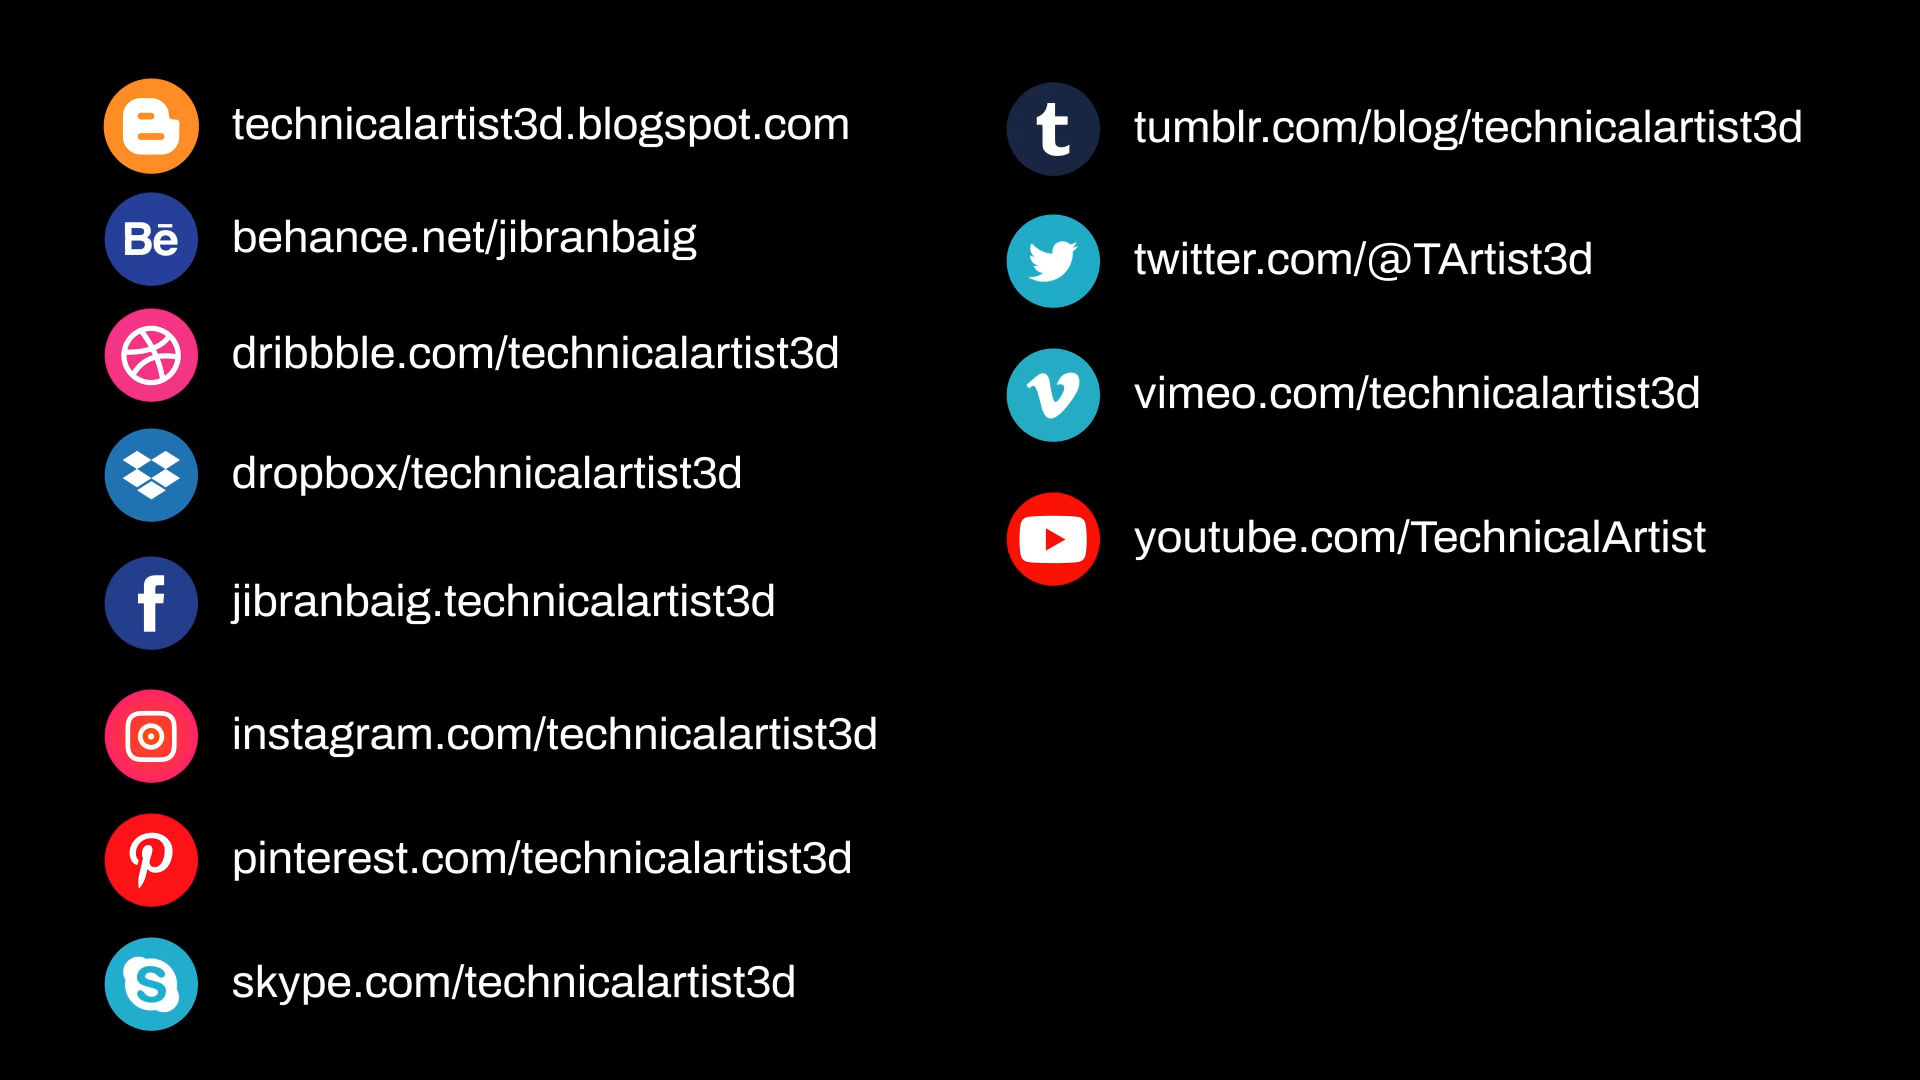 technicalartist3d.blogspot.com
Bē behance.net/jibranbaig
dribbble.com/technicalartist3d
dropbox/technicalartist3d
f jibranbaig.technicalartist3d
instagram.com/technicalartist3d
pinterest.com/technicalartist3d
S skype.com/technicalartist3d
t tumblr.com/blog/technicalartist3d
twitter.com/@TArtist3d
vimeo.com/technicalartist3d
youtube.com/TechnicalArtist